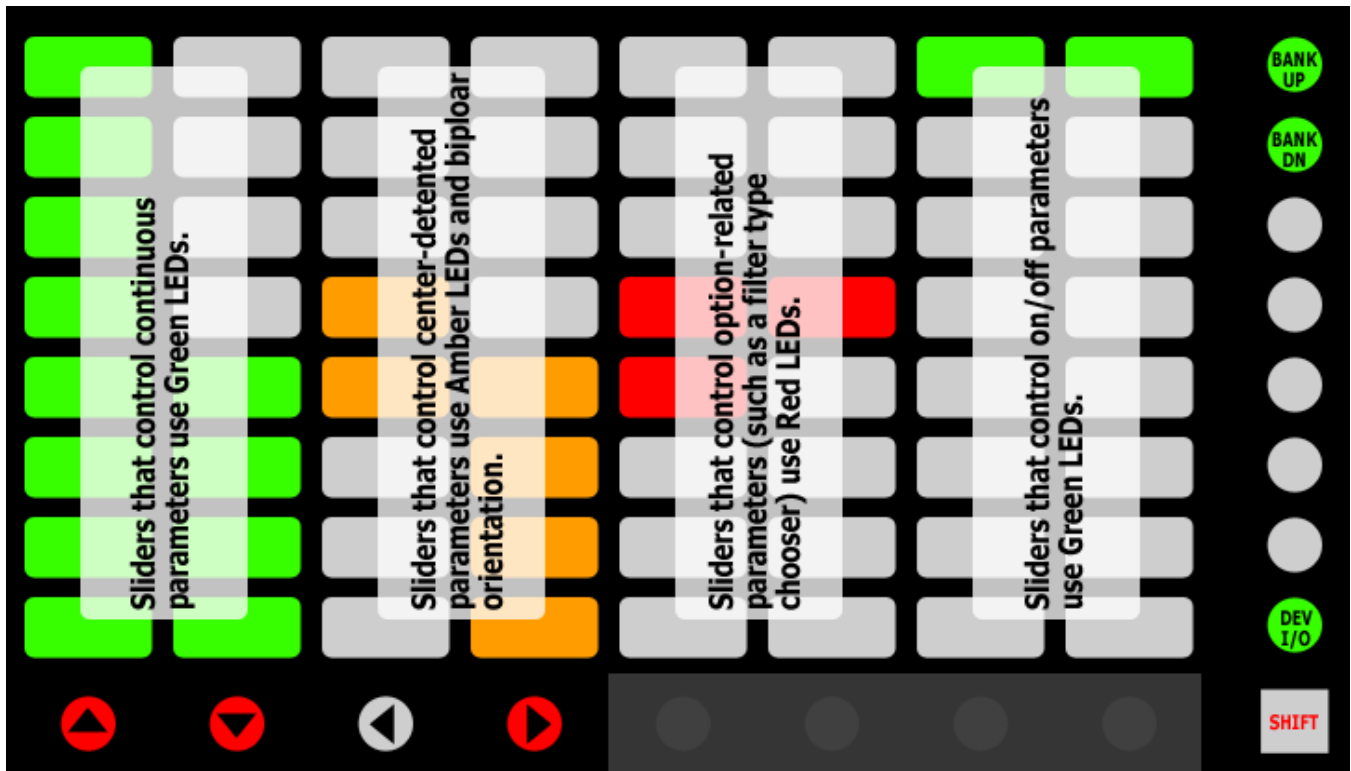 Sliders that control continuous
parameters use Green LEDs.
Sliders that control center-detented
parameters use Amber LEDs and biploar
orientation.
Sliders that control option-related
parameters (such as a filter type
chooser) use Red LEDs.
Sliders that control on/off parameters
use Green LEDs.
BANK
UP
BANK
DN
DEV
I/O
SHIFT